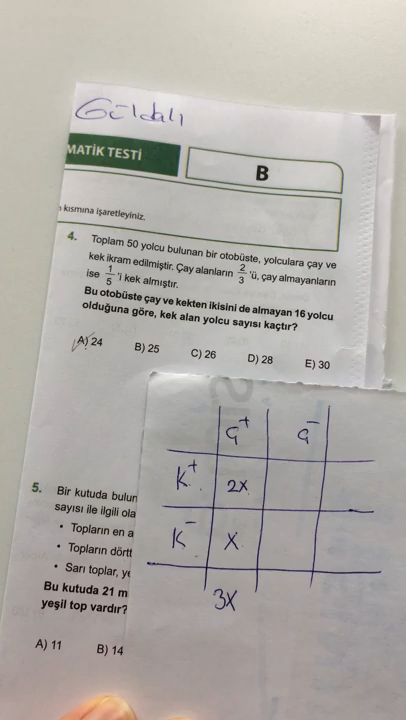 Güldalı
MATİK TESTİ
B
kısmına işaretleyiniz.
4. Toplam 50 yolcu bulunan bir otobüste, yolculara çay ve
kek ikram edilmiştir. Çay alanların 2/3 'ü, çay almayanların
ise 1/5 'i kek almıştır.
Bu otobüste çay ve kekten ikisini de almayan 16 yolcu
olduğuna göre, kek alan yolcu sayısı kaçtır?
A) 24 B) 25 C) 26 D) 28 E) 30
5. Bir kutuda bulun
sayısı ile ilgili ola
• Topların en a
• Topların dört
• Sarı toplar, ye
Bu kutuda 21 m
yeşil top vardır?
A) 11 B) 14
Ç+ Ç-
K+ 2x
K- x
3x